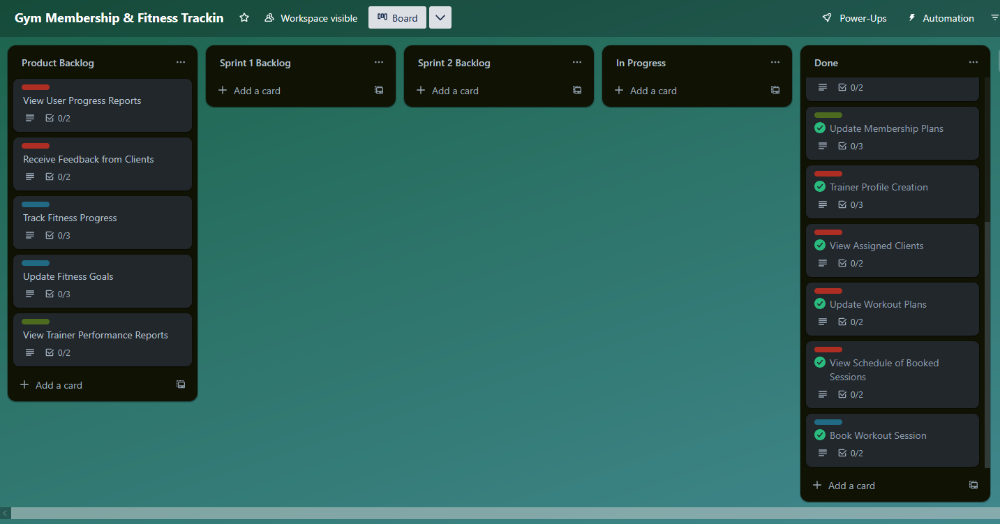 Gym Membership & Fitness Trackin
Workspace visible
Board
Power-Ups
Automation
Product Backlog
View User Progress Reports
0/2
Receive Feedback from Clients
0/2
Track Fitness Progress
0/3
Update Fitness Goals
0/3
View Trainer Performance Reports
0/2
Add a card
Sprint 1 Backlog
Add a card
Sprint 2 Backlog
Add a card
In Progress
Add a card
Done
0/2
Update Membership Plans
0/3
Trainer Profile Creation
0/3
View Assigned Clients
0/2
Update Workout Plans
0/2
View Schedule of Booked
Sessions
0/2
Book Workout Session
0/2
Add a card